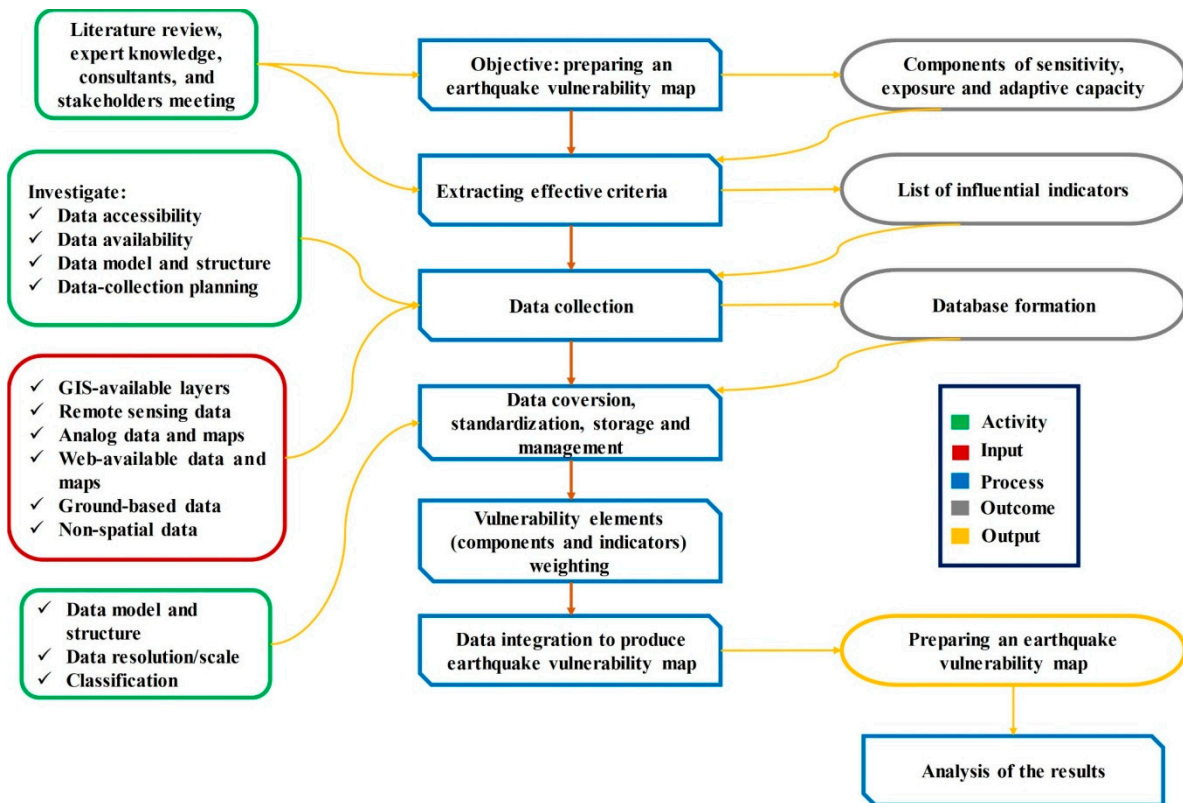 Literature review,
expert knowledge,
consultants, and
stakeholders meeting
Objective: preparing an
earthquake vulnerability map
Components of sensitivity,
exposure and adaptive capacity
Extracting effective criteria
List of influential indicators
Investigate:
✓ Data accessibility
✓ Data availability
✓ Data model and structure
✓ Data-collection planning
Data collection
Database formation
✓ GIS-available layers
✓ Remote sensing data
✓ Analog data and maps
✓ Web-available data and
maps
✓ Ground-based data
✓ Non-spatial data
Data coversion,
standardization, storage and
management
Activity
Input
Process
Outcome
Output
Vulnerability elements
(components and indicators)
weighting
✓ Data model and
structure
✓ Data resolution/scale
✓ Classification
Data integration to produce
earthquake vulnerability map
Preparing an earthquake
vulnerability map
Analysis of the results